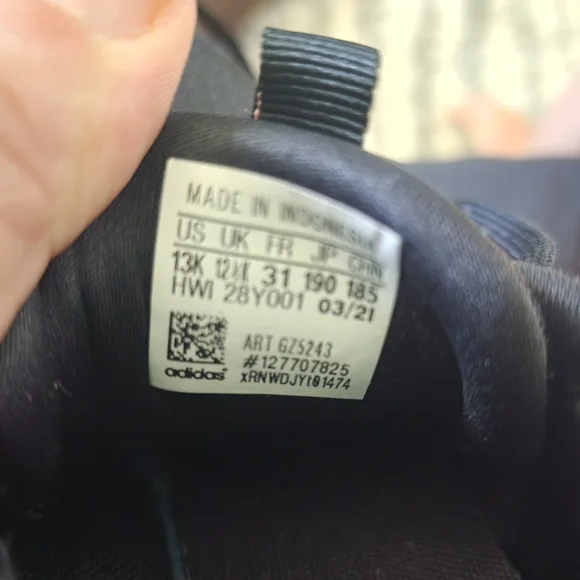 MADE IN INDONESIA
US UK FR JP CHN
13K 12½K 31 190 185
HWI 28Y001 03/21
ART GZ5243
#127707825
adidas xRNWDJYt01474